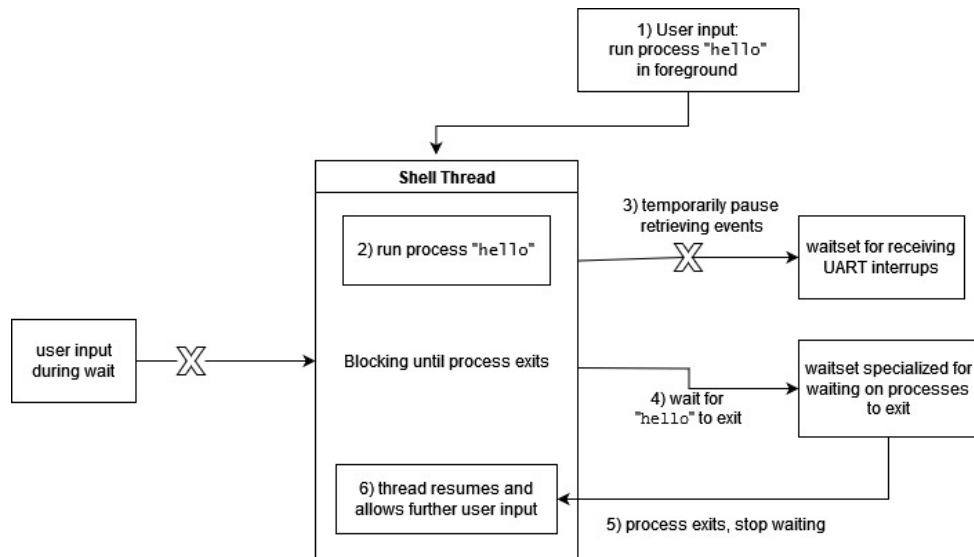 1) User input:
run process "hello"
in foreground
Shell Thread
2) run process "hello"
3) temporarily pause
retrieving events
waitset for receiving
UART interrups
user input
during wait
Blocking until process exits
4) wait for
"hello" to exit
waitset specialized for
waiting on processes
to exit
6) thread resumes and
allows further user input
5) process exits, stop waiting